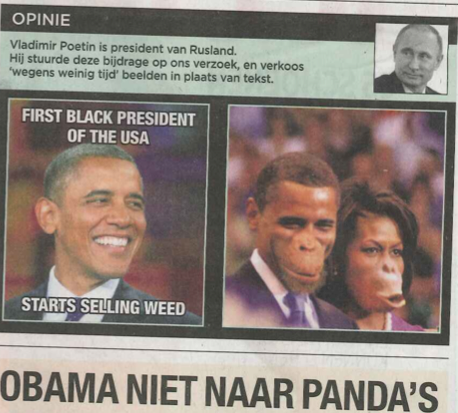 OPINIE
Vladimir Poetin is president van Rusland.
Hij stuurde deze bijdrage op ons verzoek, en verkoos
'wegens weinig tijd' beelden in plaats van tekst.
FIRST BLACK PRESIDENT
OF THE USA
STARTS SELLING WEED
OBAMA NIET NAAR PANDA'S